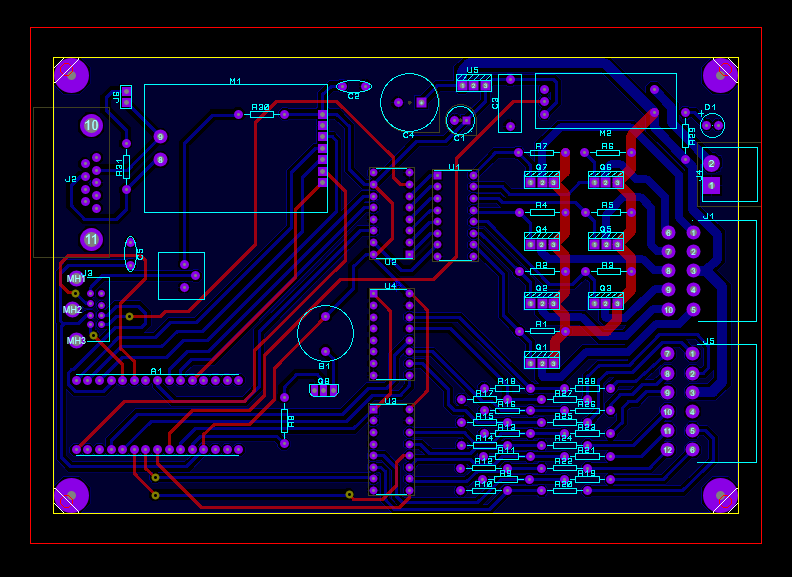 M1
U5
J6
C2
C3
R30
D1
C4
C1
M2
R29
10
9
8
R31
J2
R7
R6
2
J4
1
Q7
Q6
U1
U2
R4
R5
J1
11
C5
Q4
Q5
6
1
7
2
8
3
9
4
10
5
MH1
J3
R2
R3
MH2
U4
Q2
Q3
MH3
R1
B1
Q1
J5
A1
Q8
7
1
8
2
9
3
10
4
11
5
12
6
R18
R28
R17
R27
R16
R26
R15
R25
R13
R23
R14
R24
R11
R21
R12
R22
R9
R19
R10
R20
U3
R8